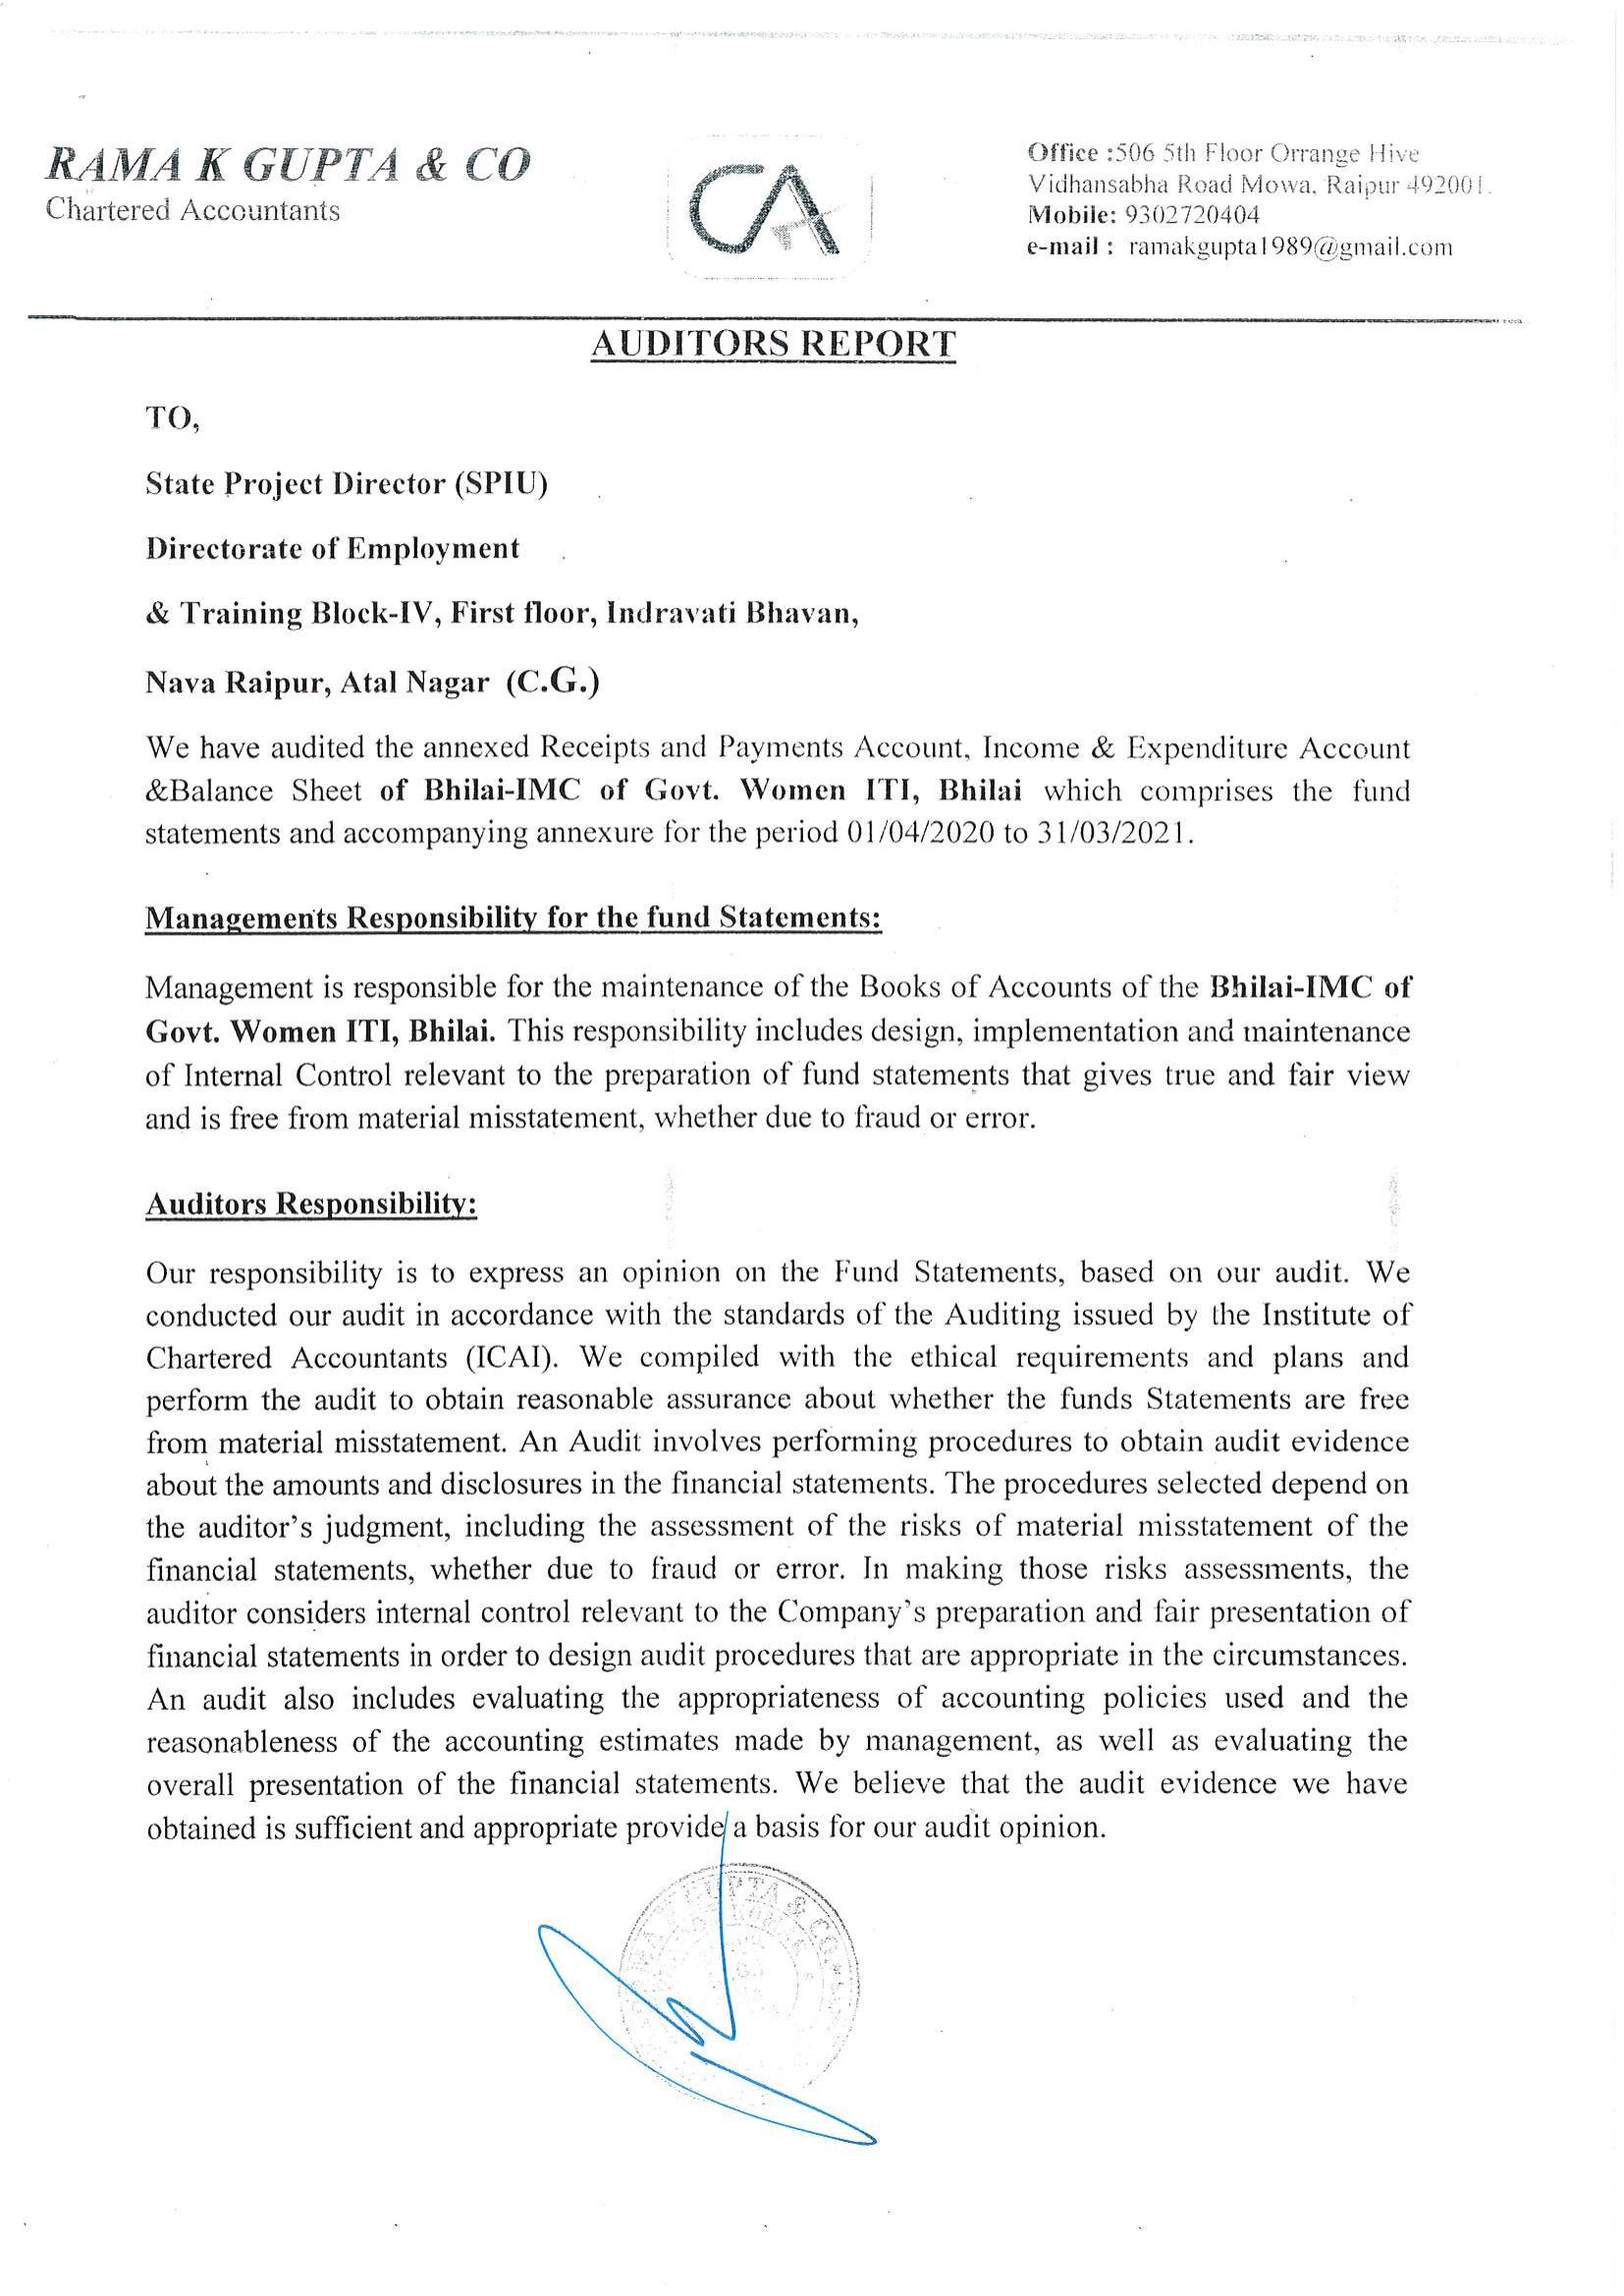 RAMA K GUPTA & CO
Chartered Accountants
CA
Office :506 5th Floor Orrange Hive
Vidhansabha Road Mowa, Raipur 492001.
Mobile: 9302720404
e-mail : ramakgupta1989@gmail.com
AUDITORS REPORT
TO,
State Project Director (SPIU)
Directorate of Employment
& Training Block-IV, First floor, Indravati Bhavan,
Nava Raipur, Atal Nagar (C.G.)
We have audited the annexed Receipts and Payments Account, Income & Expenditure Account
&Balance Sheet of Bhilai-IMC of Govt. Women ITI, Bhilai which comprises the fund
statements and accompanying annexure for the period 01/04/2020 to 31/03/2021.
Managements Responsibility for the fund Statements:
Management is responsible for the maintenance of the Books of Accounts of the Bhilai-IMC of
Govt. Women ITI, Bhilai. This responsibility includes design, implementation and maintenance
of Internal Control relevant to the preparation of fund statements that gives true and fair view
and is free from material misstatement, whether due to fraud or error.
Auditors Responsibility:
Our responsibility is to express an opinion on the Fund Statements, based on our audit. We
conducted our audit in accordance with the standards of the Auditing issued by the Institute of
Chartered Accountants (ICAI). We compiled with the ethical requirements and plans and
perform the audit to obtain reasonable assurance about whether the funds Statements are free
from material misstatement. An Audit involves performing procedures to obtain audit evidence
about the amounts and disclosures in the financial statements. The procedures selected depend on
the auditor's judgment, including the assessment of the risks of material misstatement of the
financial statements, whether due to fraud or error. In making those risks assessments, the
auditor considers internal control relevant to the Company's preparation and fair presentation of
financial statements in order to design audit procedures that are appropriate in the circumstances.
An audit also includes evaluating the appropriateness of accounting policies used and the
reasonableness of the accounting estimates made by management, as well as evaluating the
overall presentation of the financial statements. We believe that the audit evidence we have
obtained is sufficient and appropriate provide a basis for our audit opinion.
GUPTA & CO.